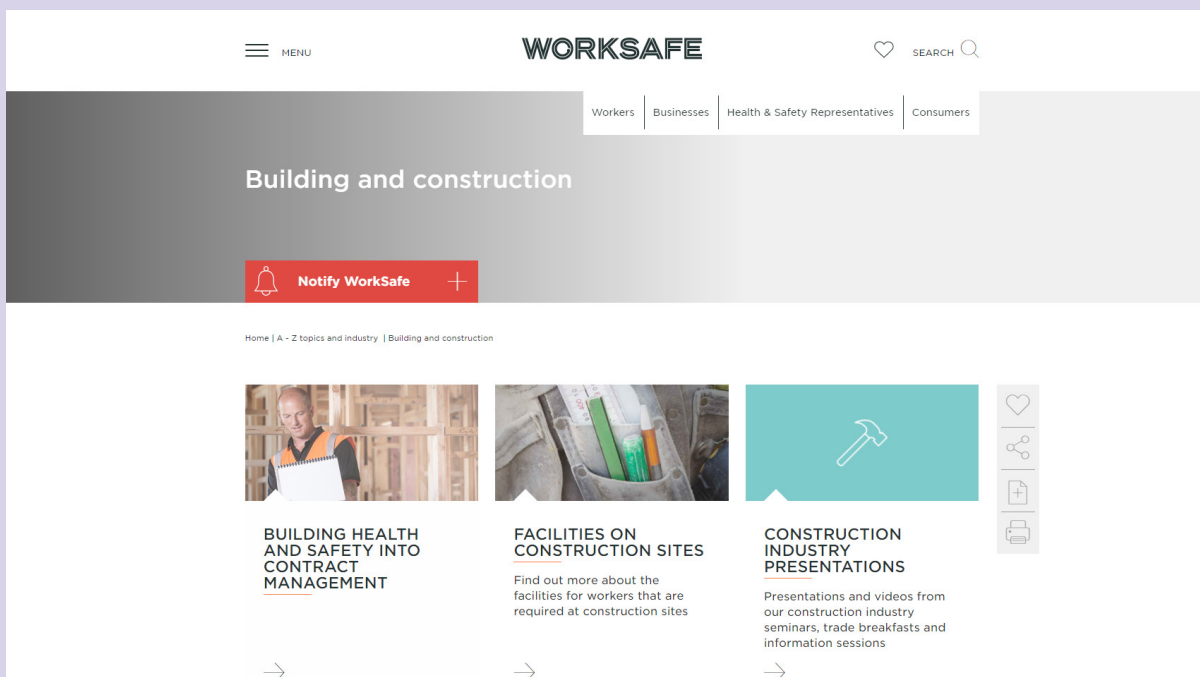 MENU
WORKSAFE
SEARCH
Workers
Businesses
Health & Safety Representatives
Consumers
Building and construction
Notify WorkSafe
Home | A - Z topics and industry | Building and construction
BUILDING HEALTH
AND SAFETY INTO
CONTRACT
MANAGEMENT
FACILITIES ON
CONSTRUCTION SITES
Find out more about the
facilities for workers that are
required at construction sites
CONSTRUCTION
INDUSTRY
PRESENTATIONS
Presentations and videos from
our construction industry
seminars, trade breakfasts and
information sessions